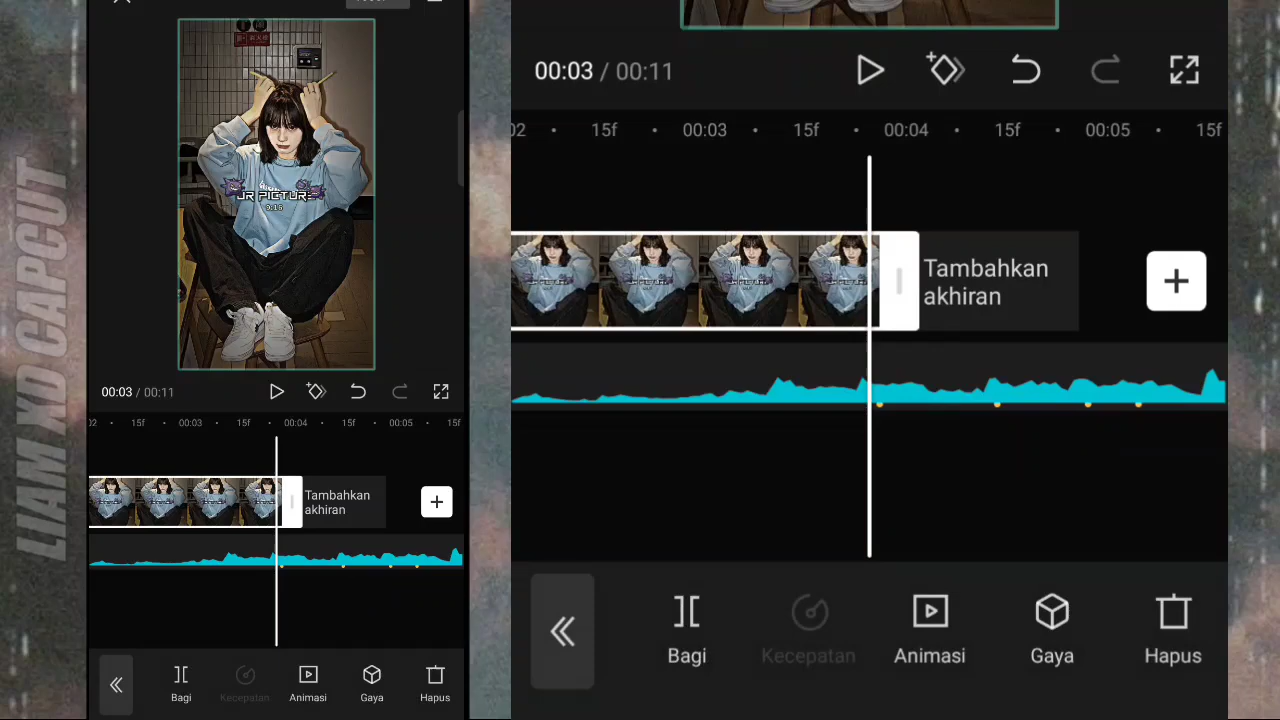 LIAM XD CAPCUT
UR PICTURE
00:03 / 00:11
02 15f 00:03 15f 00:04 15f 00:05 15f
Tambahkan
akhiran
Bagi Kecepatan Animasi Gaya Hapus
00:03 / 00:11
02 15f 00:03 15f 00:04 15f 00:05 15f
Tambahkan
akhiran
Bagi Kecepatan Animasi Gaya Hapus